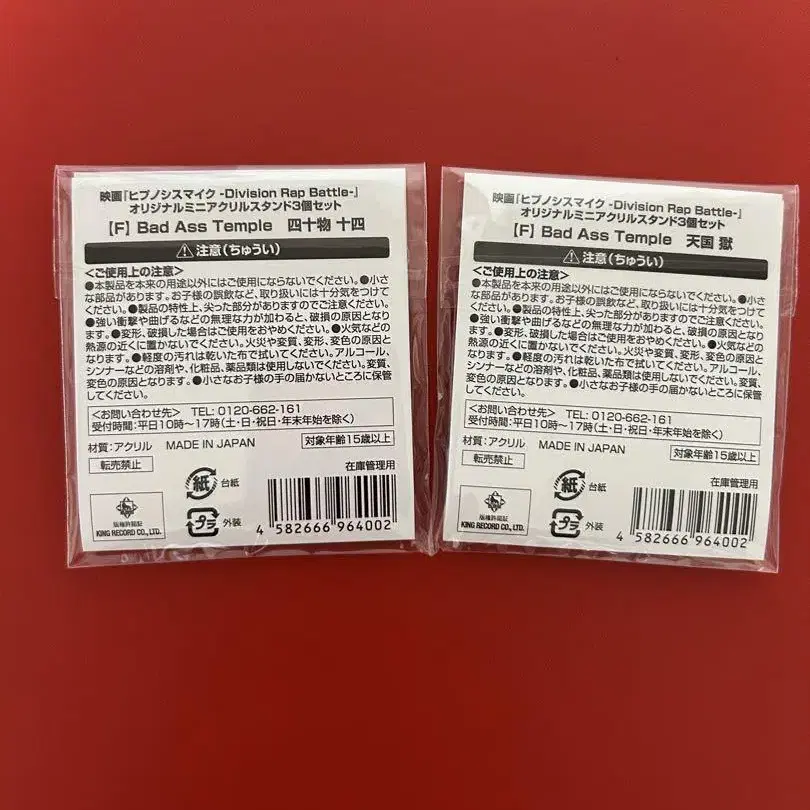 映画『ヒプノシスマイク -Division Rap Battle-』
オリジナルミニアクリルスタンド3個セット
【F】Bad Ass Temple 四十物 十四
⚠注意(ちゅうい)
<ご使用上の注意>
●本製品を本来の用途以外にはご使用にならないでください。●小さ
な部品があります。お子様の誤飲など、取り扱いには十分気をつけて
ください。●製品の特性上、尖った部分がありますのでご注意ください。
●強い衝撃や曲げるなどの無理な力が加わると、破損の原因となり
ます。●変形、破損した場合はご使用をおやめください。●火気などの
熱源の近くに置かないでください。火災や変質、変形、変色の原因と
なります。●軽度の汚れは乾いた布で拭いてください。アルコール、
シンナーなどの溶剤や、化粧品、薬品類は使用しないでください。変質、
変色の原因となります。●小さなお子様の手の届かないところに保管
してください。
<お問い合わせ先> TEL: 0120-662-161
受付時間:平日10時~17時(土・日・祝日・年末年始を除く)
材質:アクリル MADE IN JAPAN 対象年齢15歳以上
転売禁止
在庫管理用
紙 台紙
プラ 外装
版権許諾証
KING RECORD CO., LTD.
4 582666 964002
映画『ヒプノシスマイク -Division Rap Battle-』
オリジナルミニアクリルスタンド3個セット
【F】Bad Ass Temple 天国 獄
⚠注意(ちゅうい)
<ご使用上の注意>
●本製品を本来の用途以外にはご使用にならないでください。●小さ
な部品があります。お子様の誤飲など、取り扱いには十分気をつけて
ください。●製品の特性上、尖った部分がありますのでご注意ください。
●強い衝撃や曲げるなどの無理な力が加わると、破損の原因となり
ます。●変形、破損した場合はご使用をおやめください。●火気などの
熱源の近くに置かないでください。火災や変質、変形、変色の原因と
なります。●軽度の汚れは乾いた布で拭いてください。アルコール、
シンナーなどの溶剤や、化粧品、薬品類は使用しないでください。変質、
変色の原因となります。●小さなお子様の手の届かないところに保管
してください。
<お問い合わせ先> TEL: 0120-662-161
受付時間:平日10時~17時(土・日・祝日・年末年始を除く)
材質:アクリル MADE IN JAPAN 対象年齢15歳以上
転売禁止
在庫管理用
紙 台紙
プラ 外装
版権許諾証
KING RECORD CO., LTD.
4 582666 964002